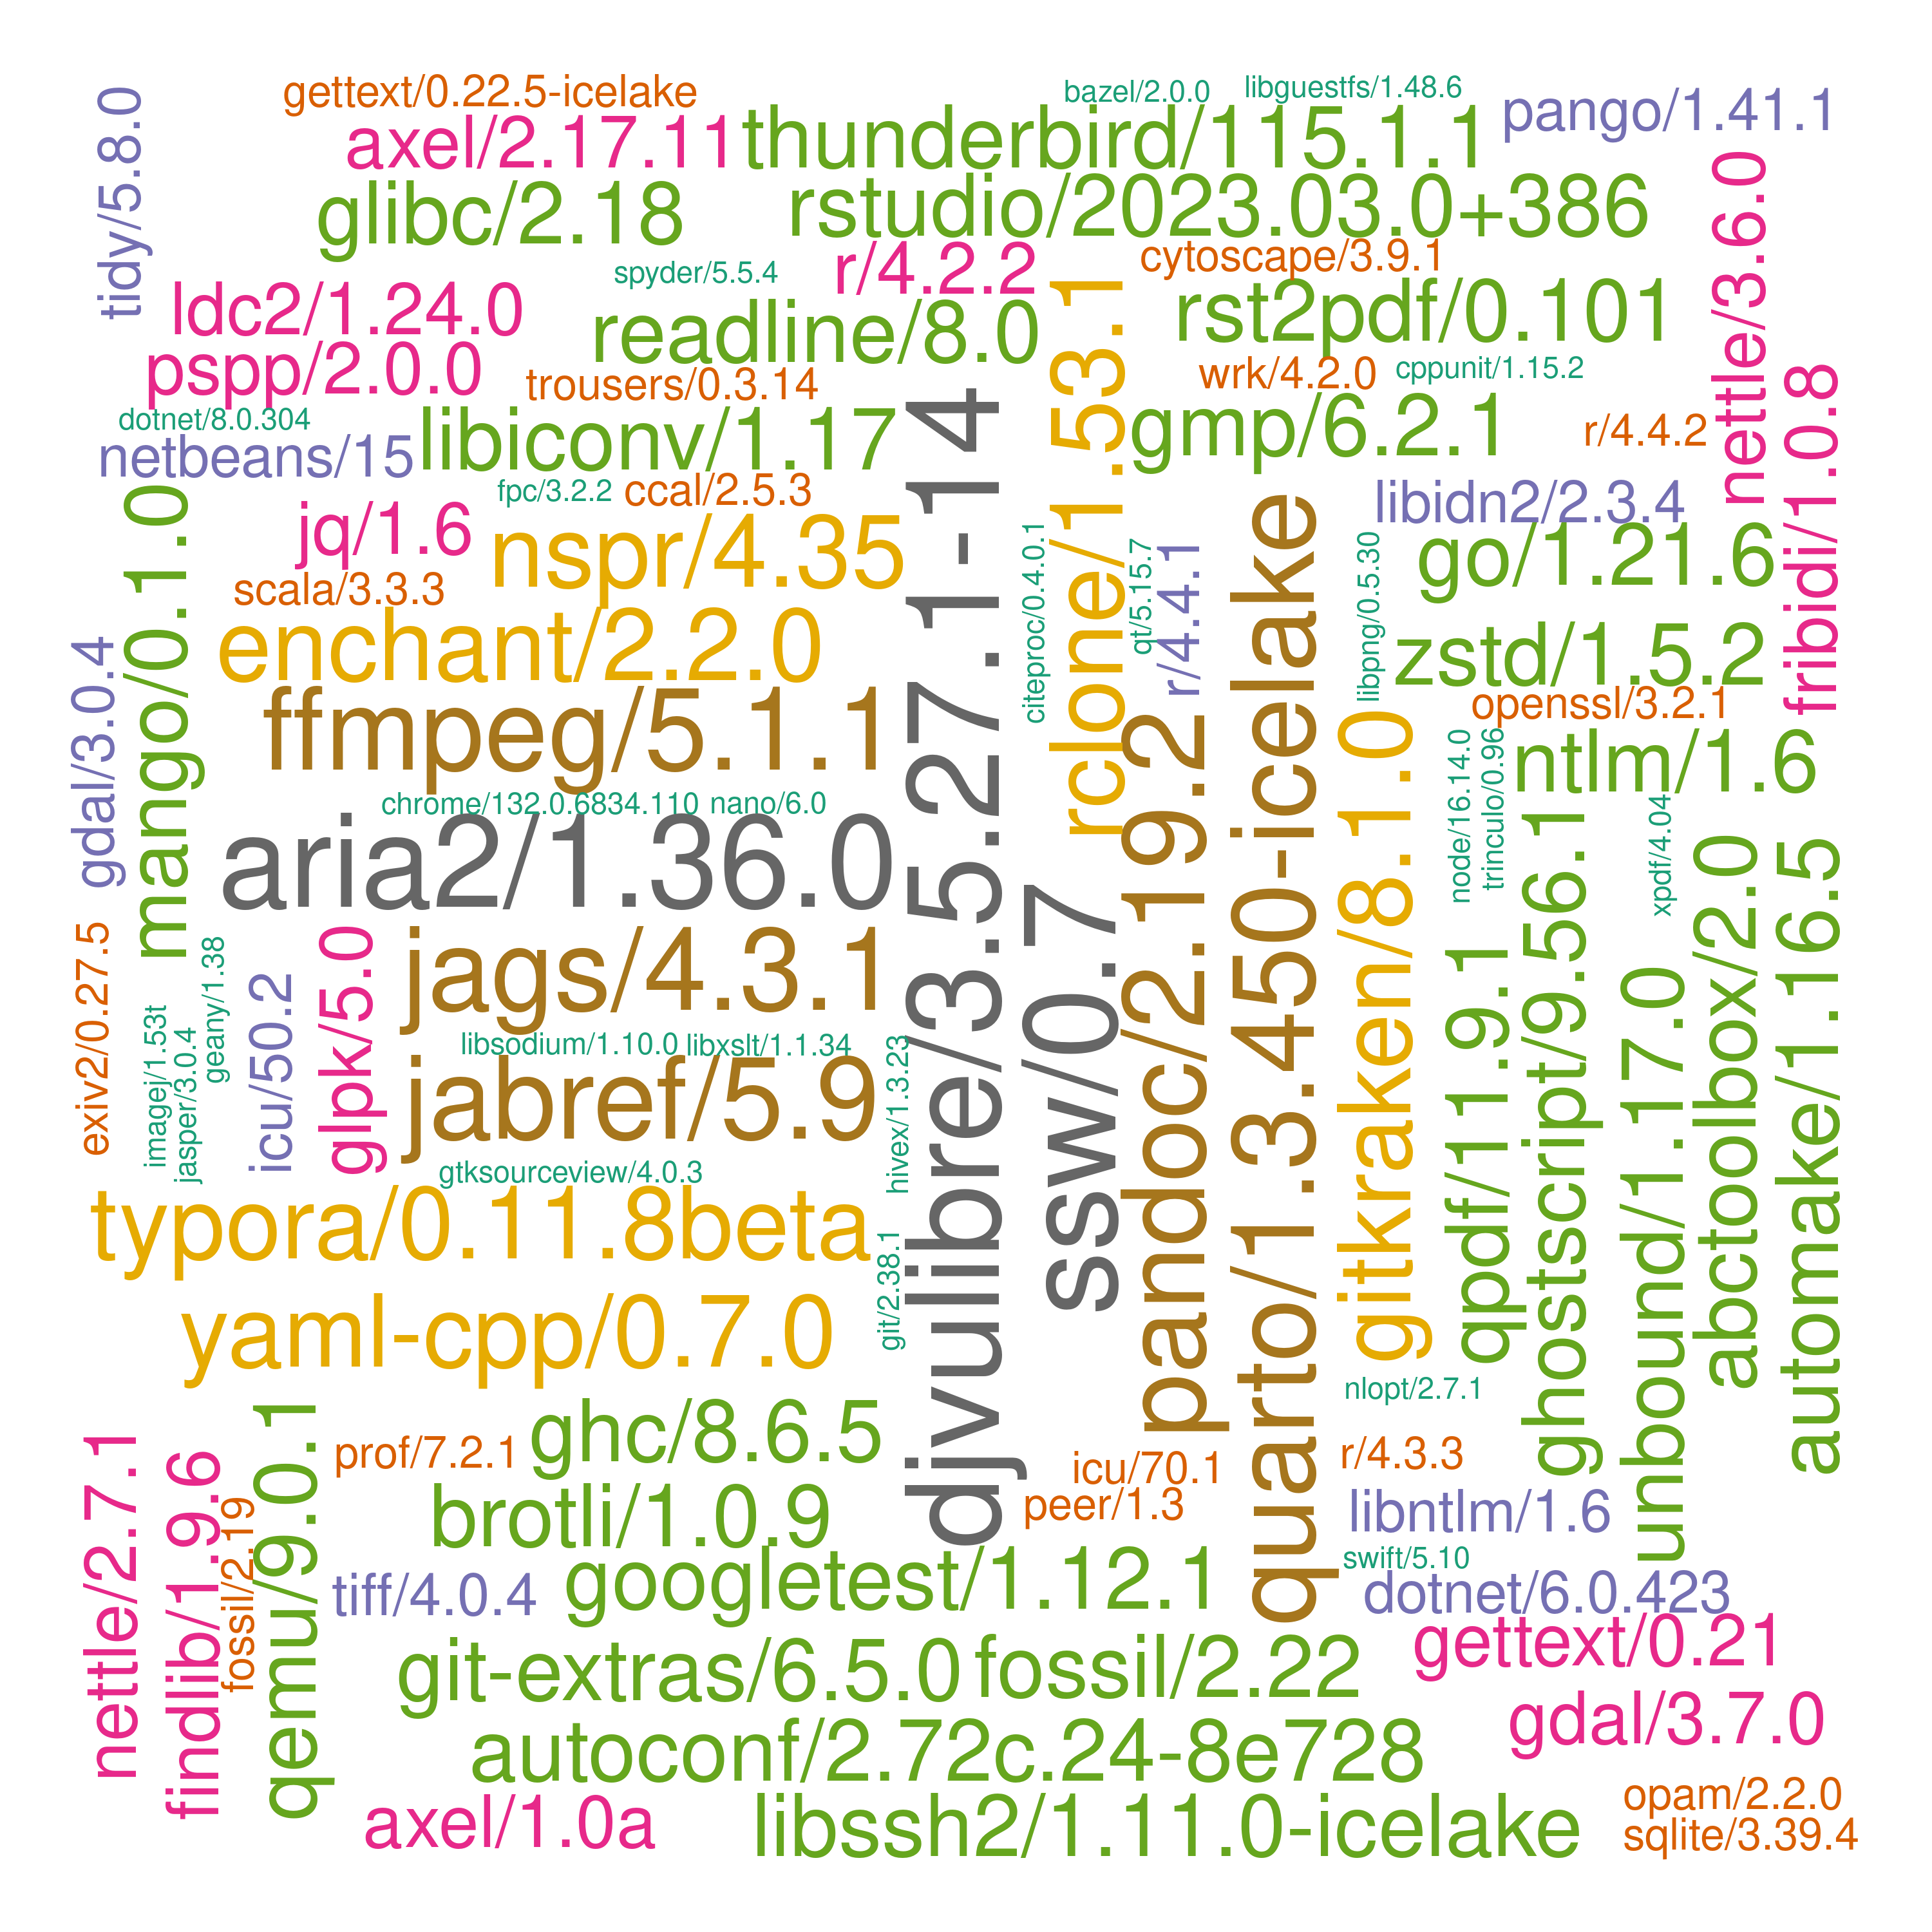 gettext/0.22.5-icelake
bazel/2.0.0
libguestfs/1.48.6
pango/1.41.1
tidy/5.8.0
axel/2.17.11
thunderbird/115.1.1
glibc/2.18
rstudio/2023.03.0+386
nettle/3.6.0
spyder/5.5.4
r/4.2.2
cytoscape/3.9.1
ldc2/1.24.0
readline/8.0
rclone/1.53.1
rst2pdf/0.101
pspp/2.0.0
trousers/0.3.14
wrk/4.2.0
cppunit/1.15.2
fribidi/1.0.8
dotnet/8.0.304
netbeans/15
libiconv/1.17
djvulibre/3.5.27.1-14
gmp/6.2.1
r/4.4.2
mango/0.1.0
jq/1.6
fpc/3.2.2
ccal/2.5.3
nspr/4.35
quarto/1.3.450-icelake
libidn2/2.3.4
citeproc/0.4.0.1
qt/5.15.7
r/4.4.1
libpng/0.5.30
go/1.21.6
scala/3.3.3
enchant/2.2.0
zstd/1.5.2
gdal/3.0.4
ffmpeg/5.1.1
pandoc/2.19.2
gitkraken/8.1.0
openssl/3.2.1
node/16.14.0
trinculo/0.96
ntlm/1.6
chrome/132.0.6834.110
nano/6.0
aria2/1.36.0
xpdf/4.04
ssw/0.7
ghostscript/9.56.1
abctoolbox/2.0
automake/1.16.5
exiv2/0.27.5
geany/1.38
icu/50.2
glpk/5.0
jags/4.3.1
qpdf/11.9.1
unbound/1.17.0
imagej/1.53t
jasper/3.0.4
libsodium/1.10.0
libxslt/1.1.34
hivex/1.3.23
jabref/5.9
gtksourceview/4.0.3
typora/0.11.8beta
git/2.38.1
yaml-cpp/0.7.0
nlopt/2.7.1
nettle/2.7.1
findlib/1.9.6
fossil/2.19
qemu/9.0.1
prof/7.2.1
ghc/8.6.5
icu/70.1
r/4.3.3
peer/1.3
brotli/1.0.9
libntlm/1.6
swift/5.10
tiff/4.0.4
googletest/1.12.1
dotnet/6.0.423
git-extras/6.5.0
fossil/2.22
gettext/0.21
gdal/3.7.0
autoconf/2.72c.24-8e728
axel/1.0a
libssh2/1.11.0-icelake
opam/2.2.0
sqlite/3.39.4